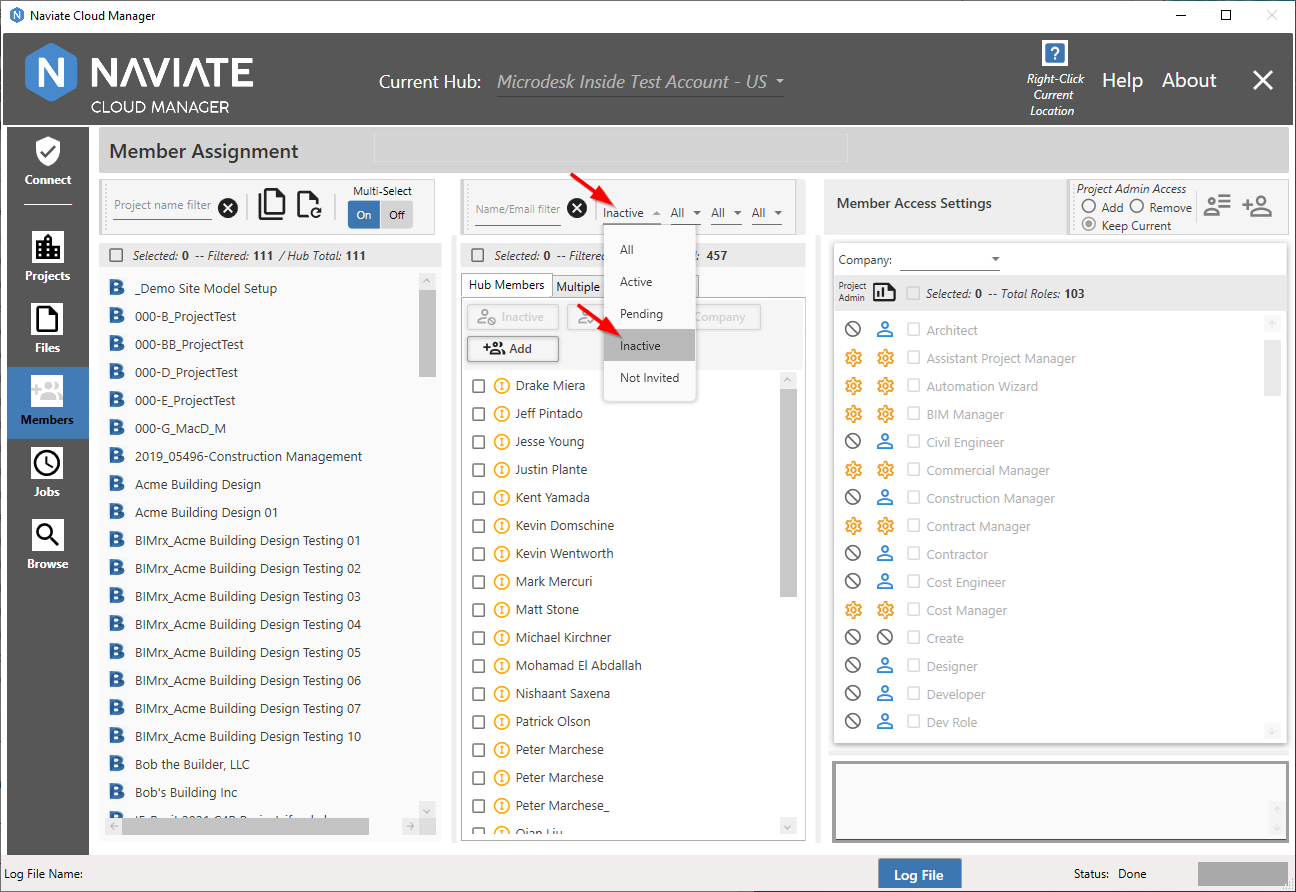 Naviate Cloud Manager
NAVIATE
CLOUD MANAGER
Current Hub: Microdesk Inside Test Account - US
?
Right-Click
Current
Location
Help
About
Connect
Projects
Files
Members
Jobs
Browse
Member Assignment
Project name filter
Multi-Select
On Off
Selected: 0 -- Filtered: 111 / Hub Total: 111
_Demo Site Model Setup
000-B_ProjectTest
000-BB_ProjectTest
000-D_ProjectTest
000-E_ProjectTest
000-G_MacD_M
2019_05496-Construction Management
Acme Building Design
Acme Building Design 01
BIMrx_Acme Building Design Testing 01
BIMrx_Acme Building Design Testing 02
BIMrx_Acme Building Design Testing 03
BIMrx_Acme Building Design Testing 04
BIMrx_Acme Building Design Testing 05
BIMrx_Acme Building Design Testing 06
BIMrx_Acme Building Design Testing 07
BIMrx_Acme Building Design Testing 10
Bob the Builder, LLC
Bob's Building Inc
Name/Email filter
Inactive All All All
All
Active
Pending
Inactive
Not Invited
Selected: 0 -- Filtere 457
Hub Members Multiple
Inactive
Company
Add
Drake Miera
Jeff Pintado
Jesse Young
Justin Plante
Kent Yamada
Kevin Domschine
Kevin Wentworth
Mark Mercuri
Matt Stone
Michael Kirchner
Mohamad El Abdallah
Nishaant Saxena
Patrick Olson
Peter Marchese
Peter Marchese
Peter Marchese_
Qian Liu
Member Access Settings
Project Admin Access
Add Remove
Keep Current
Company:
Project
Admin
Selected: 0 -- Total Roles: 103
Architect
Assistant Project Manager
Automation Wizard
BIM Manager
Civil Engineer
Commercial Manager
Construction Manager
Contract Manager
Contractor
Cost Engineer
Cost Manager
Create
Designer
Developer
Dev Role
Log File Name:
Log File
Status: Done